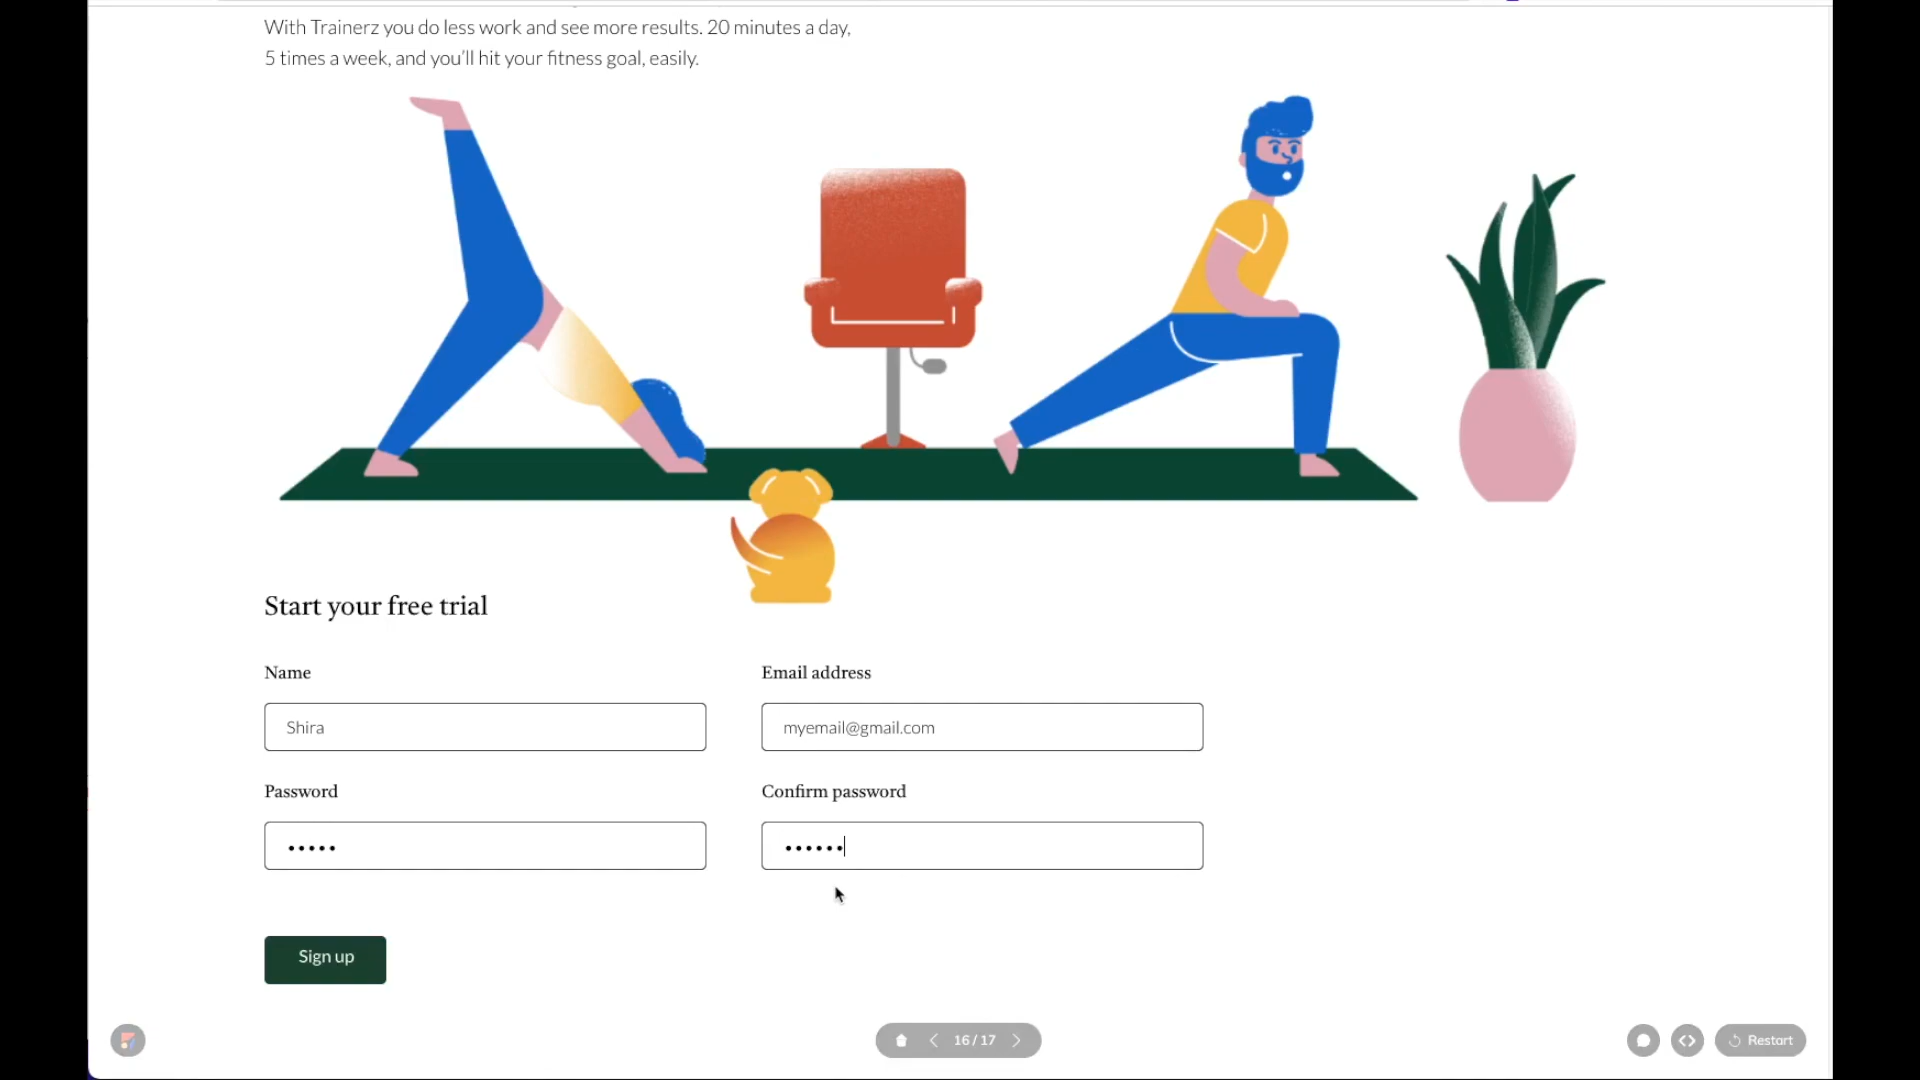 With Trainerz you do less work and see more results. 20 minutes a day,
5 times a week, and you'll hit your fitness goal, easily.
Start your free trial
Name
Email address
Shira
myemail@gmail.com
Password
Confirm password
•••••
••••••
Sign up
16 / 17
Restart